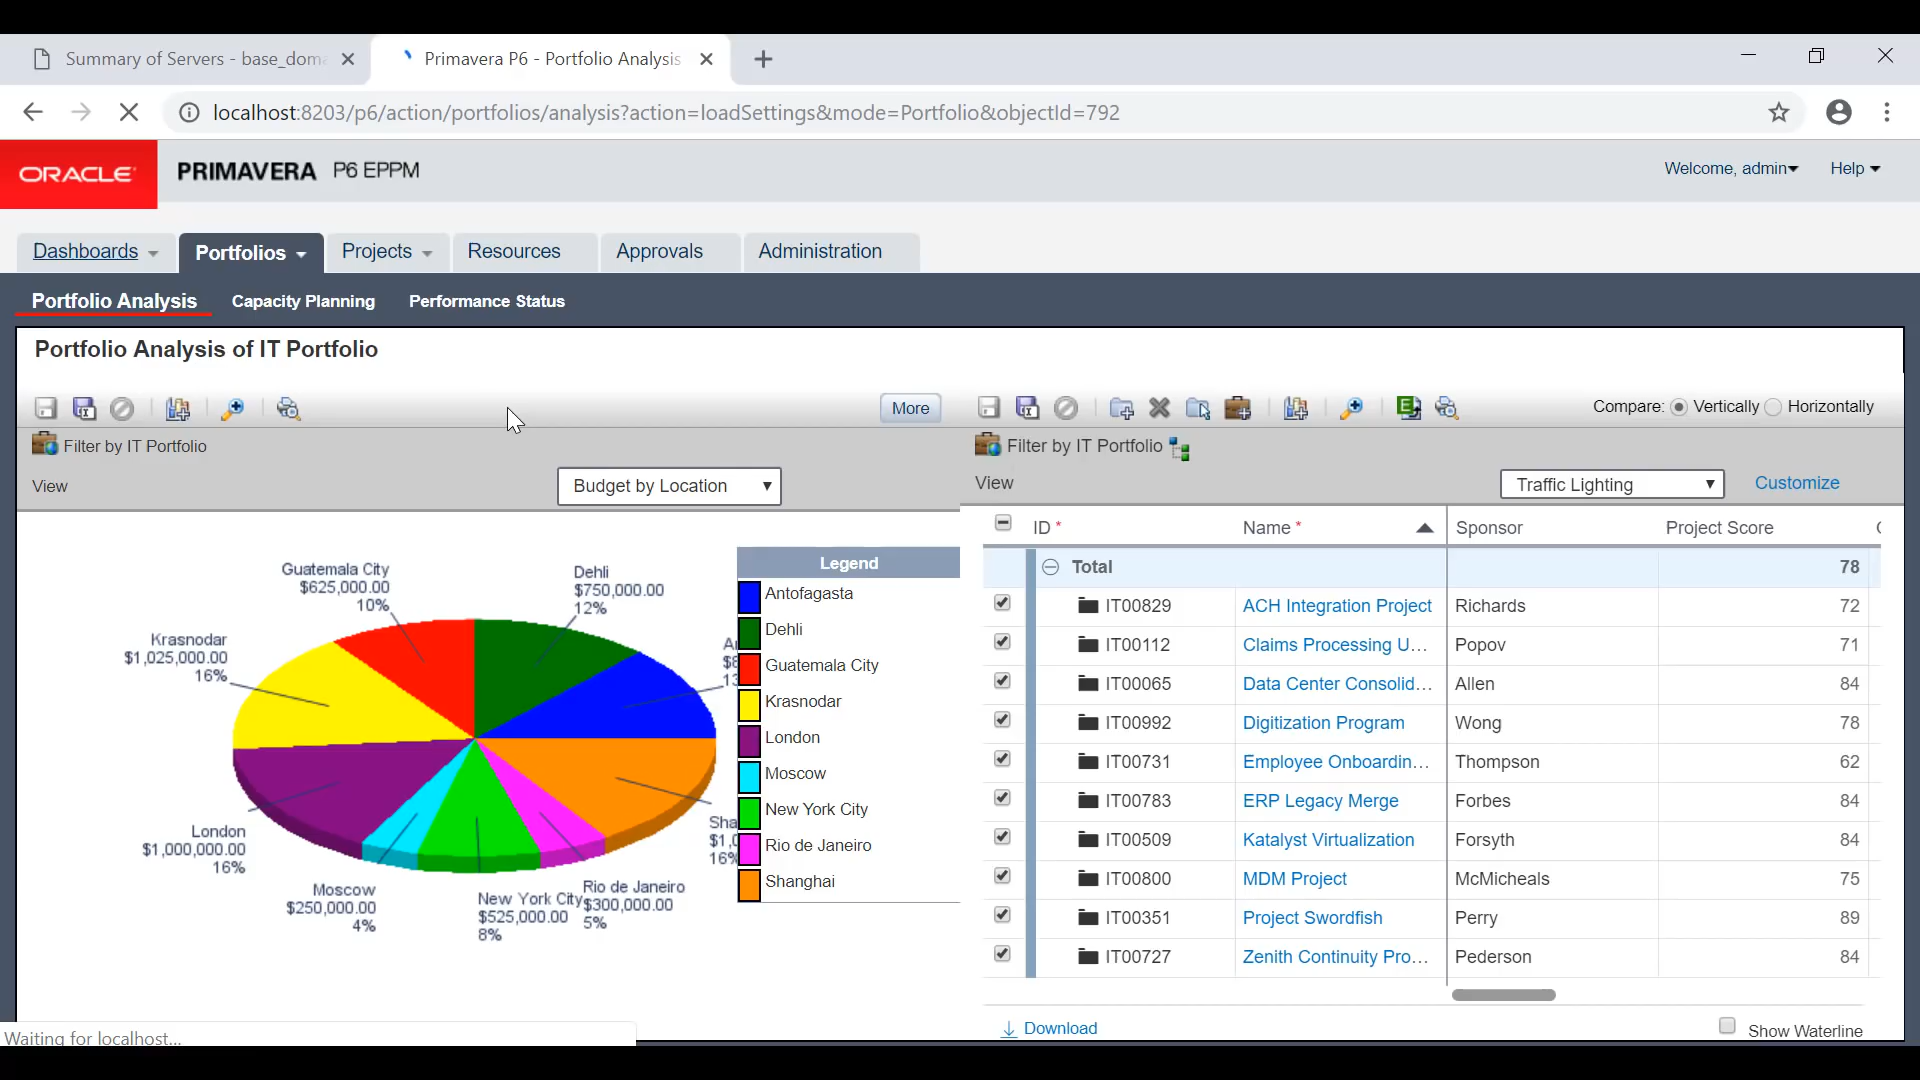 Summary of Servers - base_dom
Primavera P6 - Portfolio Analysis
localhost:8203/p6/action/portfolios/analysis?action=loadSettings&mode=Portfolio&objectId=792
ORACLE
PRIMAVERA P6 EPPM
Welcome, admin
Help
Dashboards
Portfolios
Projects
Resources
Approvals
Administration
Portfolio Analysis
Capacity Planning
Performance Status
Portfolio Analysis of IT Portfolio
More
Filter by IT Portfolio
View
Budget by Location
Guatemala City
$625,000.00
10%
Dehli
$750,000.00
12%
Krasnodar
$1,025,000.00
16%
London
$1,000,000.00
16%
Moscow
$250,000.00
4%
New York City
$525,000.00
8%
Rio de Janeiro
$300,000.00
5%
Sha
$1,0
16%
Legend
Antofagasta
Dehli
Guatemala City
Krasnodar
London
Moscow
New York City
Rio de Janeiro
Shanghai
Compare: Vertically Horizontally
Filter by IT Portfolio
View
Traffic Lighting
Customize
ID * Name * Sponsor Project Score
Total 78
IT00829 ACH Integration Project Richards 72
IT00112 Claims Processing U... Popov 71
IT00065 Data Center Consolid... Allen 84
IT00992 Digitization Program Wong 78
IT00731 Employee Onboardin... Thompson 62
IT00783 ERP Legacy Merge Forbes 84
IT00509 Katalyst Virtualization Forsyth 84
IT00800 MDM Project McMicheals 75
IT00351 Project Swordfish Perry 89
IT00727 Zenith Continuity Pro... Pederson 84
Download
Show Waterline
Waiting for localhost...